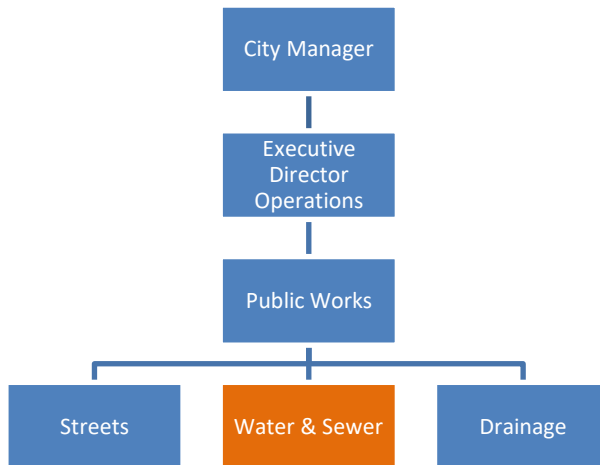 City Manager
Executive
Director
Operations
Public Works
Streets
Water & Sewer
Drainage